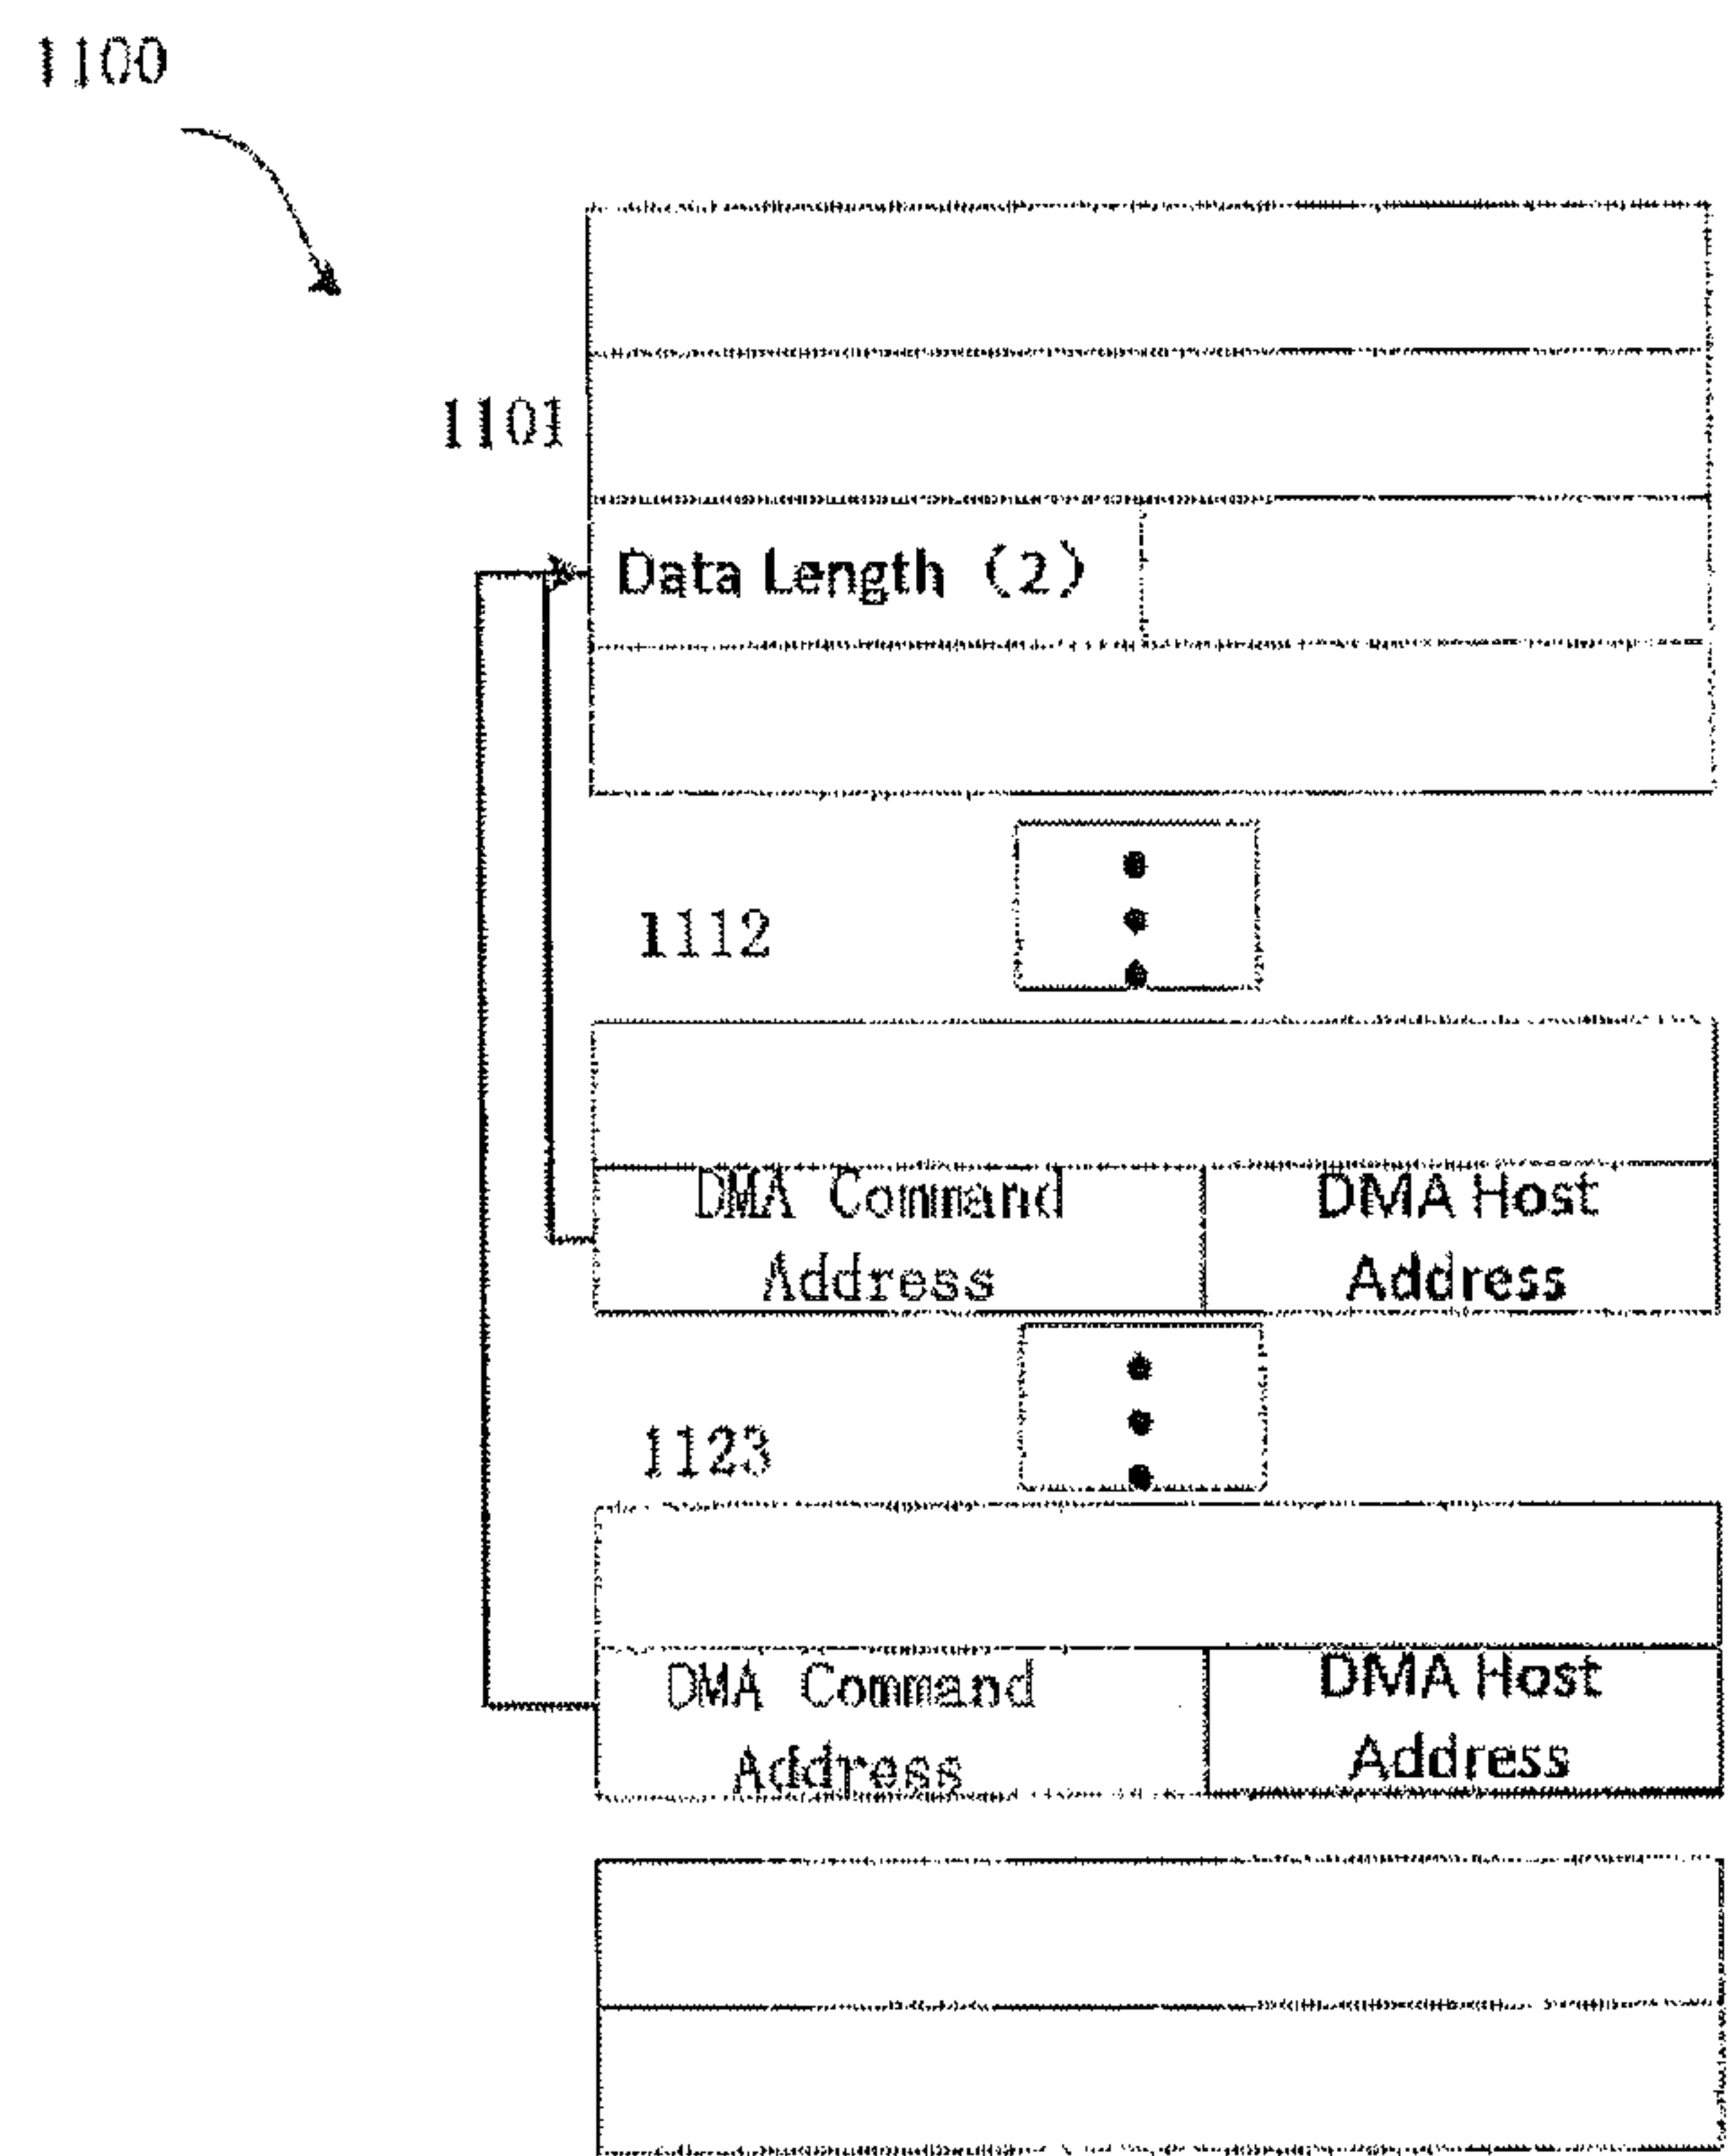 1100
1101
Data Length (2)
1112
DMA Command
Address
DMA Host
Address
1123
DMA Command
Address
DMA Host
Address